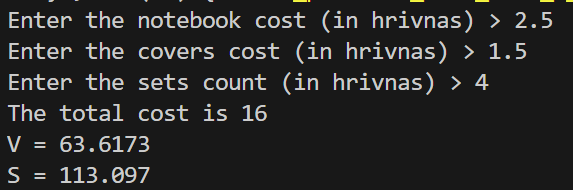 Enter the notebook cost (in hrivnas) > 2.5
Enter the covers cost (in hrivnas) > 1.5
Enter the sets count (in hrivnas) > 4
The total cost is 16
V = 63.6173
S = 113.097